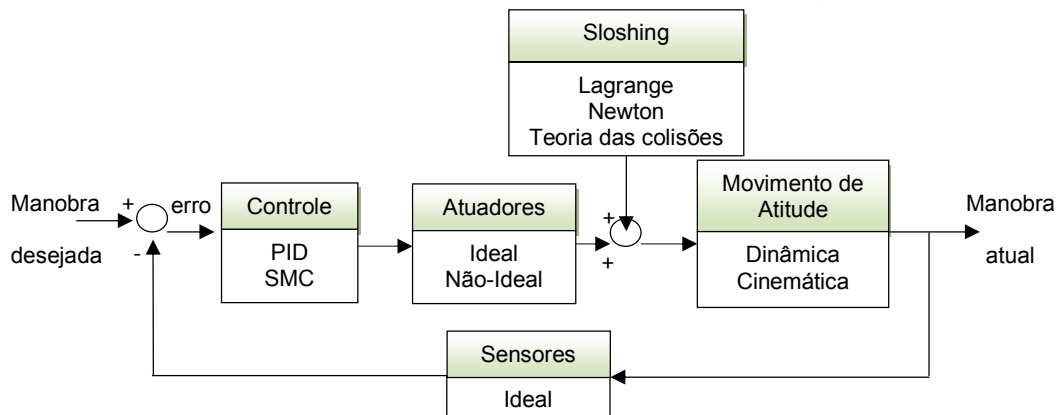 Sloshing
Lagrange
Newton
Teoria das colisões
Manobra
desejada
+
-
erro
Controle
PID
SMC
Atuadores
Ideal
Não-Ideal
+
+
Movimento de
Atitude
Dinâmica
Cinemática
Manobra
atual
Sensores
Ideal